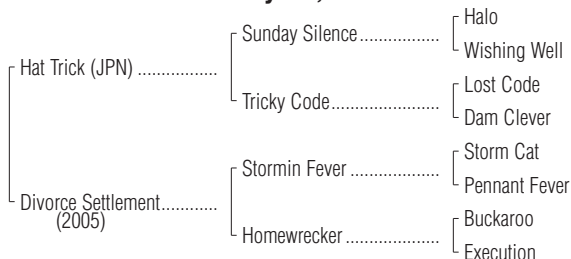 Halo
Sunday Silence
Wishing Well
Hat Trick (JPN)
Lost Code
Tricky Code
Dam Clever
Storm Cat
Stormin Fever
Pennant Fever
Divorce Settlement
(2005)
Buckaroo
Homewrecker
Execution